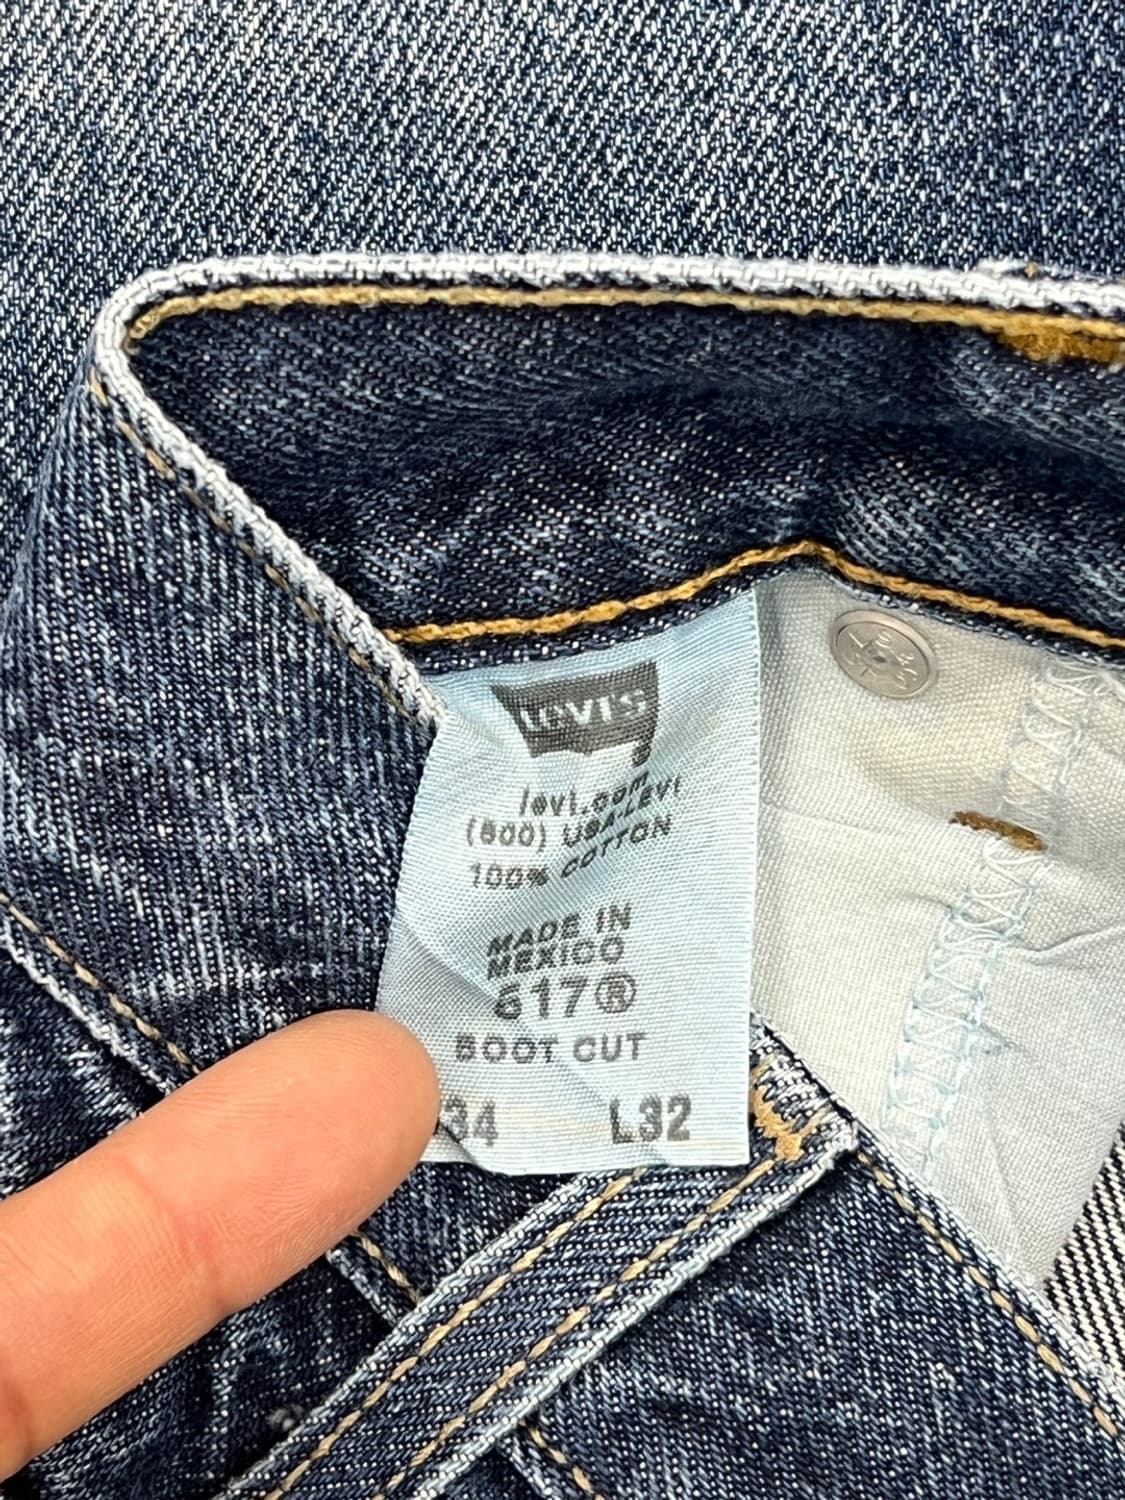 LEVI'S
levi.com
(800) USA-LEVI
100% COTTON
MADE IN
MEXICO
517®
BOOT CUT
34 L32